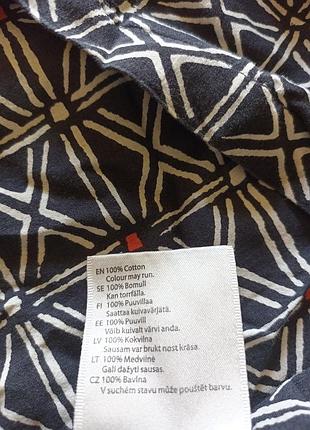 EN 100% Cotton
Colour may run.
SE 100% Bomull
Kan torrfälla.
FI 100% Puuvillaa
Saattaa kuivavärjätä.
EE 100% Puuvill
Võib kuivalt värvi anda.
LV 100% Kokvilna
Sausam var brukt nost krāsa.
LT 100% Medvilnė
Gali dažyti sausas.
CZ 100% Bavlna
V suchém stavu může pouštět barvu.